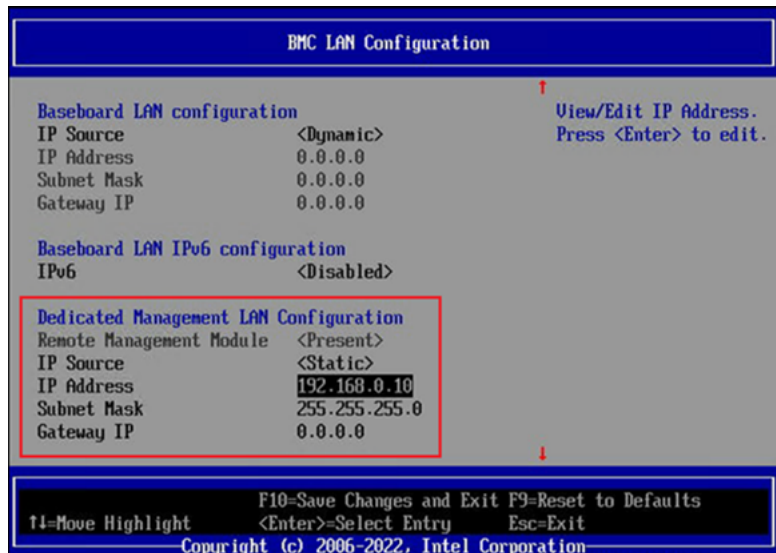 BMC LAN Configuration
Baseboard LAN configuration
IP Source <Dynamic>
IP Address 0.0.0.0
Subnet Mask 0.0.0.0
Gateway IP 0.0.0.0
Baseboard LAN IPv6 configuration
IPv6 <Disabled>
Dedicated Management LAN Configuration
Remote Management Module <Present>
IP Source <Static>
IP Address 192.168.0.10
Subnet Mask 255.255.255.0
Gateway IP 0.0.0.0
View/Edit IP Address.
Press <Enter> to edit.
F10=Save Changes and Exit F9=Reset to Defaults
↑↓=Move Highlight <Enter>=Select Entry Esc=Exit
Copyright (c) 2006-2022, Intel Corporation